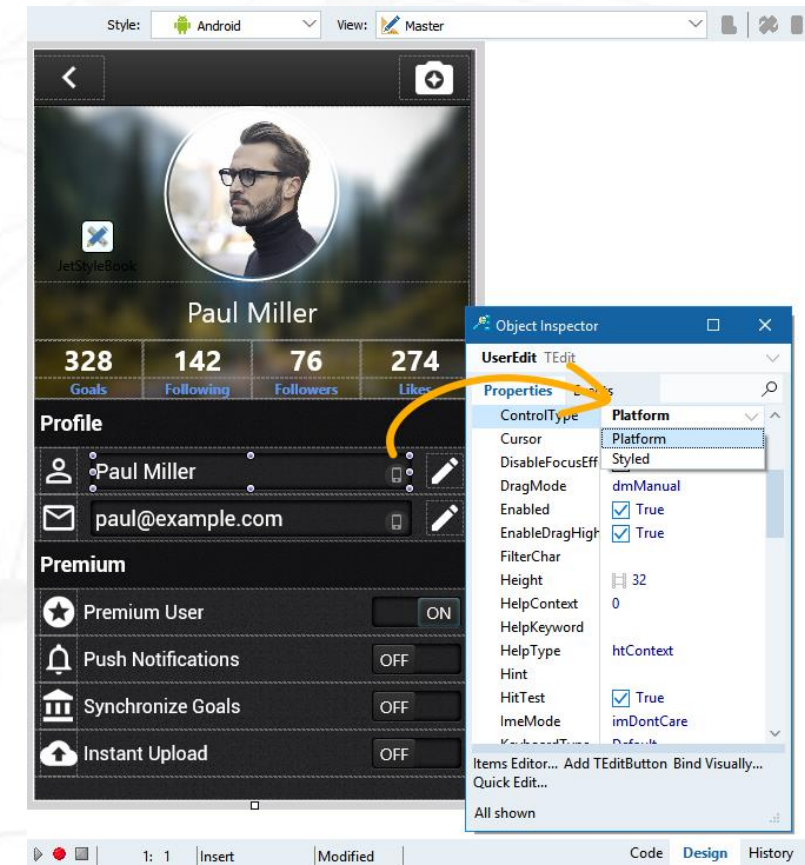 Style: Android View: Master
JetStyleBook
Paul Miller
328 142 76 274
Goals Following Followers Likes
Profile
Paul Miller
paul@example.com
Premium
Premium User ON
Push Notifications OFF
Synchronize Goals OFF
Instant Upload OFF
Object Inspector
UserEdit TEdit
Properties
ControlType Platform
Cursor Platform
DisableFocusEff Styled
DragMode dmManual
Enabled True
EnableDragHigh True
FilterChar
Height 32
HelpContext 0
HelpKeyword
HelpType htContext
Hint
HitTest True
ImeMode imDontCare
KeyboardType Default
Items Editor... Add TEditButton Bind Visually...
Quick Edit...
All shown
1: 1 Insert Modified Code Design History